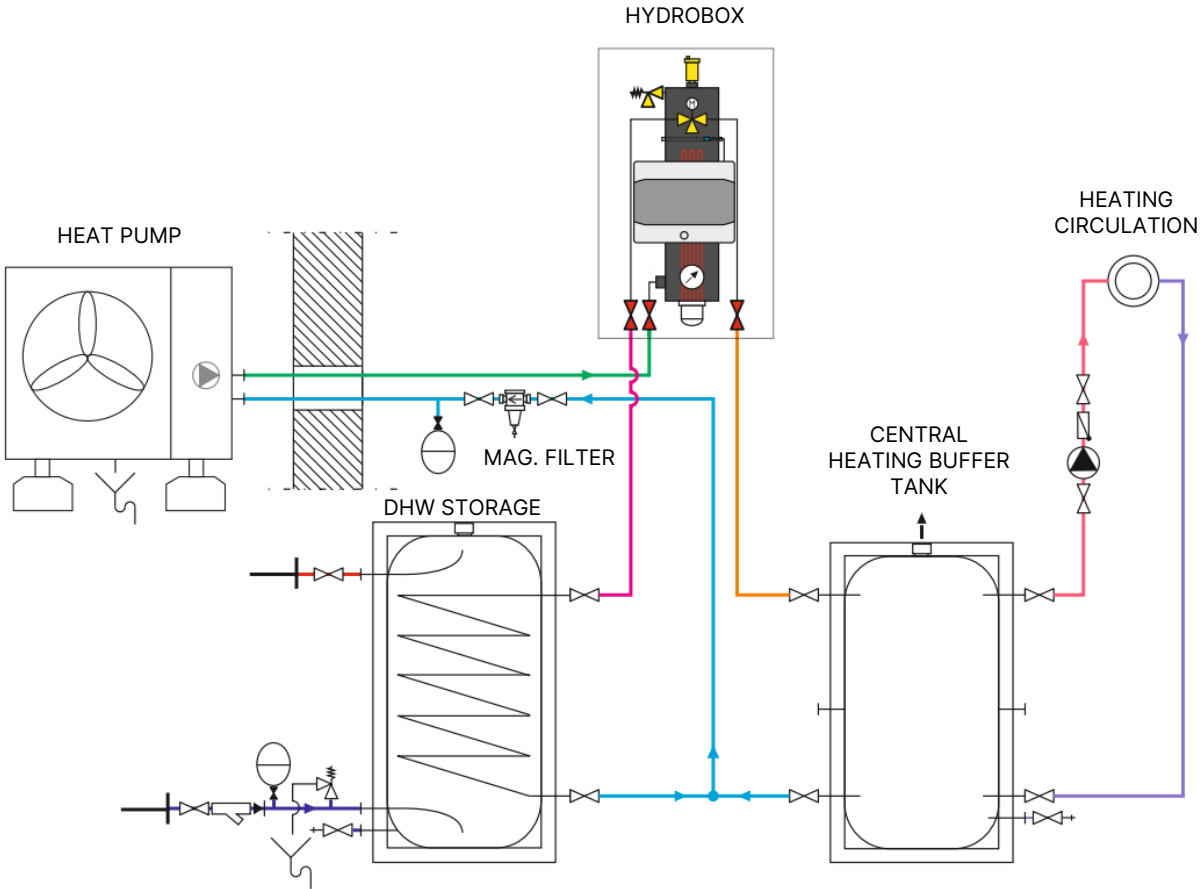 HYDROBOX
M
HEAT PUMP
HEATING
CIRCULATION
MAG. FILTER
CENTRAL
HEATING BUFFER
TANK
DHW STORAGE